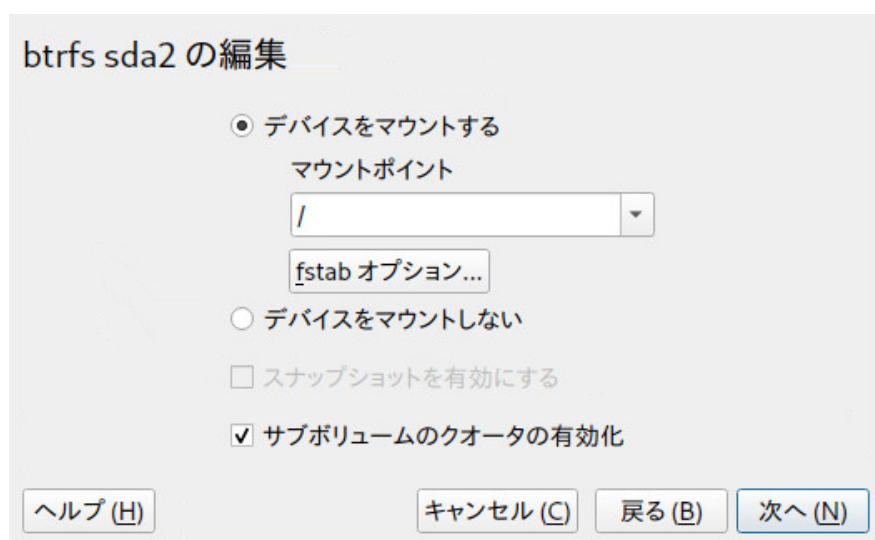 btrfs sda2 の編集
デバイスをマウントする
マウントポイント
/
fstab オプション...
デバイスをマウントしない
スナップショットを有効にする
サブボリュームのクオータの有効化
ヘルプ (H) キャンセル (C) 戻る (B) 次へ (N)